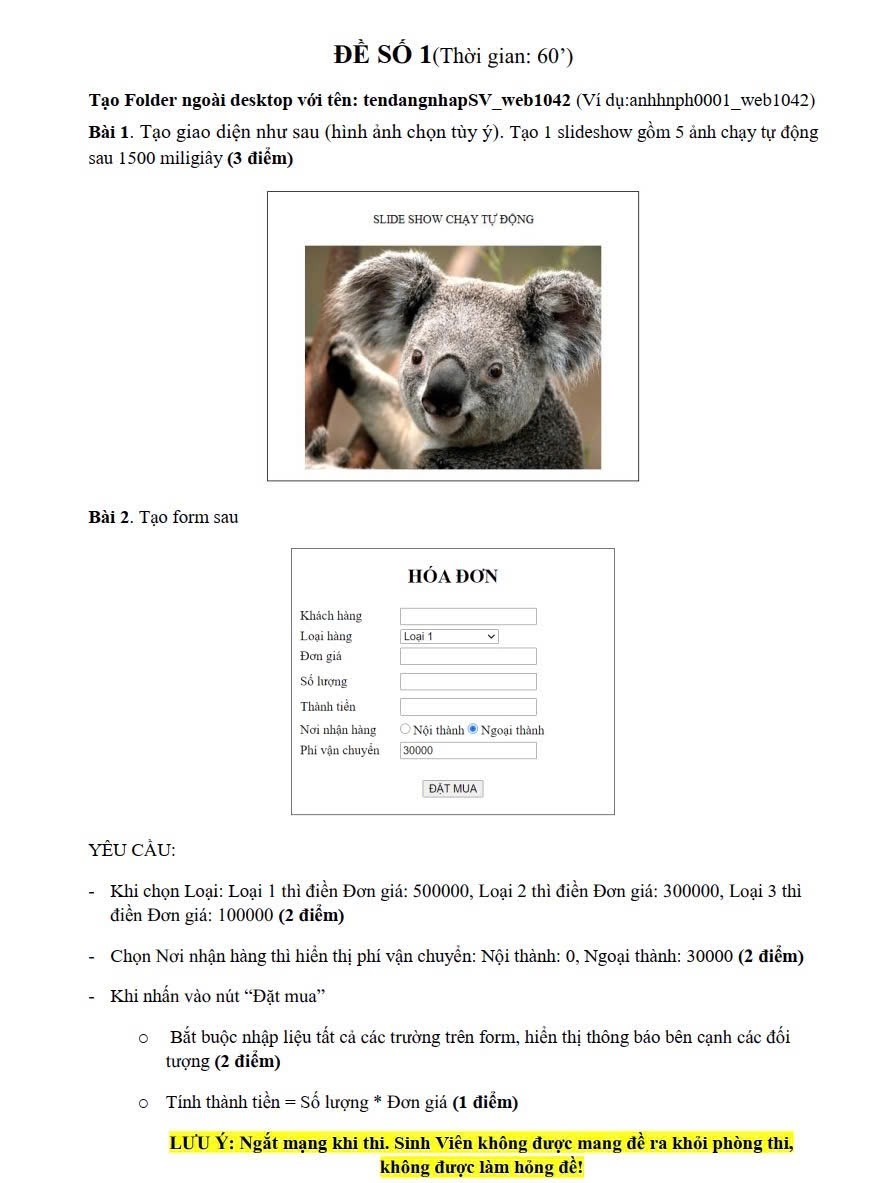 ĐỀ SỐ 1(Thời gian: 60’)
Tạo Folder ngoài desktop với tên: tendangnhapSV_web1042 (Ví dụ:anhhnph0001_web1042)
Bài 1. Tạo giao diện như sau (hình ảnh chọn tùy ý). Tạo 1 slideshow gồm 5 ảnh chạy tự động
sau 1500 miligiây (3 điểm)
SLIDE SHOW CHẠY TỰ ĐỘNG
Bài 2. Tạo form sau
HÓA ĐƠN
Khách hàng
Loại hàng Loại 1
Đơn giá
Số lượng
Thành tiền
Nơi nhận hàng Nội thành Ngoại thành
Phí vận chuyển 30000
ĐẶT MUA
YÊU CẦU:
- Khi chọn Loại: Loại 1 thì điền Đơn giá: 500000, Loại 2 thì điền Đơn giá: 300000, Loại 3 thì
điền Đơn giá: 100000 (2 điểm)
- Chọn Nơi nhận hàng thì hiển thị phí vận chuyển: Nội thành: 0, Ngoại thành: 30000 (2 điểm)
- Khi nhấn vào nút “Đặt mua”
o Bắt buộc nhập liệu tất cả các trường trên form, hiển thị thông báo bên cạnh các đối
tượng (2 điểm)
o Tính thành tiền = Số lượng * Đơn giá (1 điểm)
LƯU Ý: Ngắt mạng khi thi. Sinh Viên không được mang đề ra khỏi phòng thi,
không được làm hỏng đề!